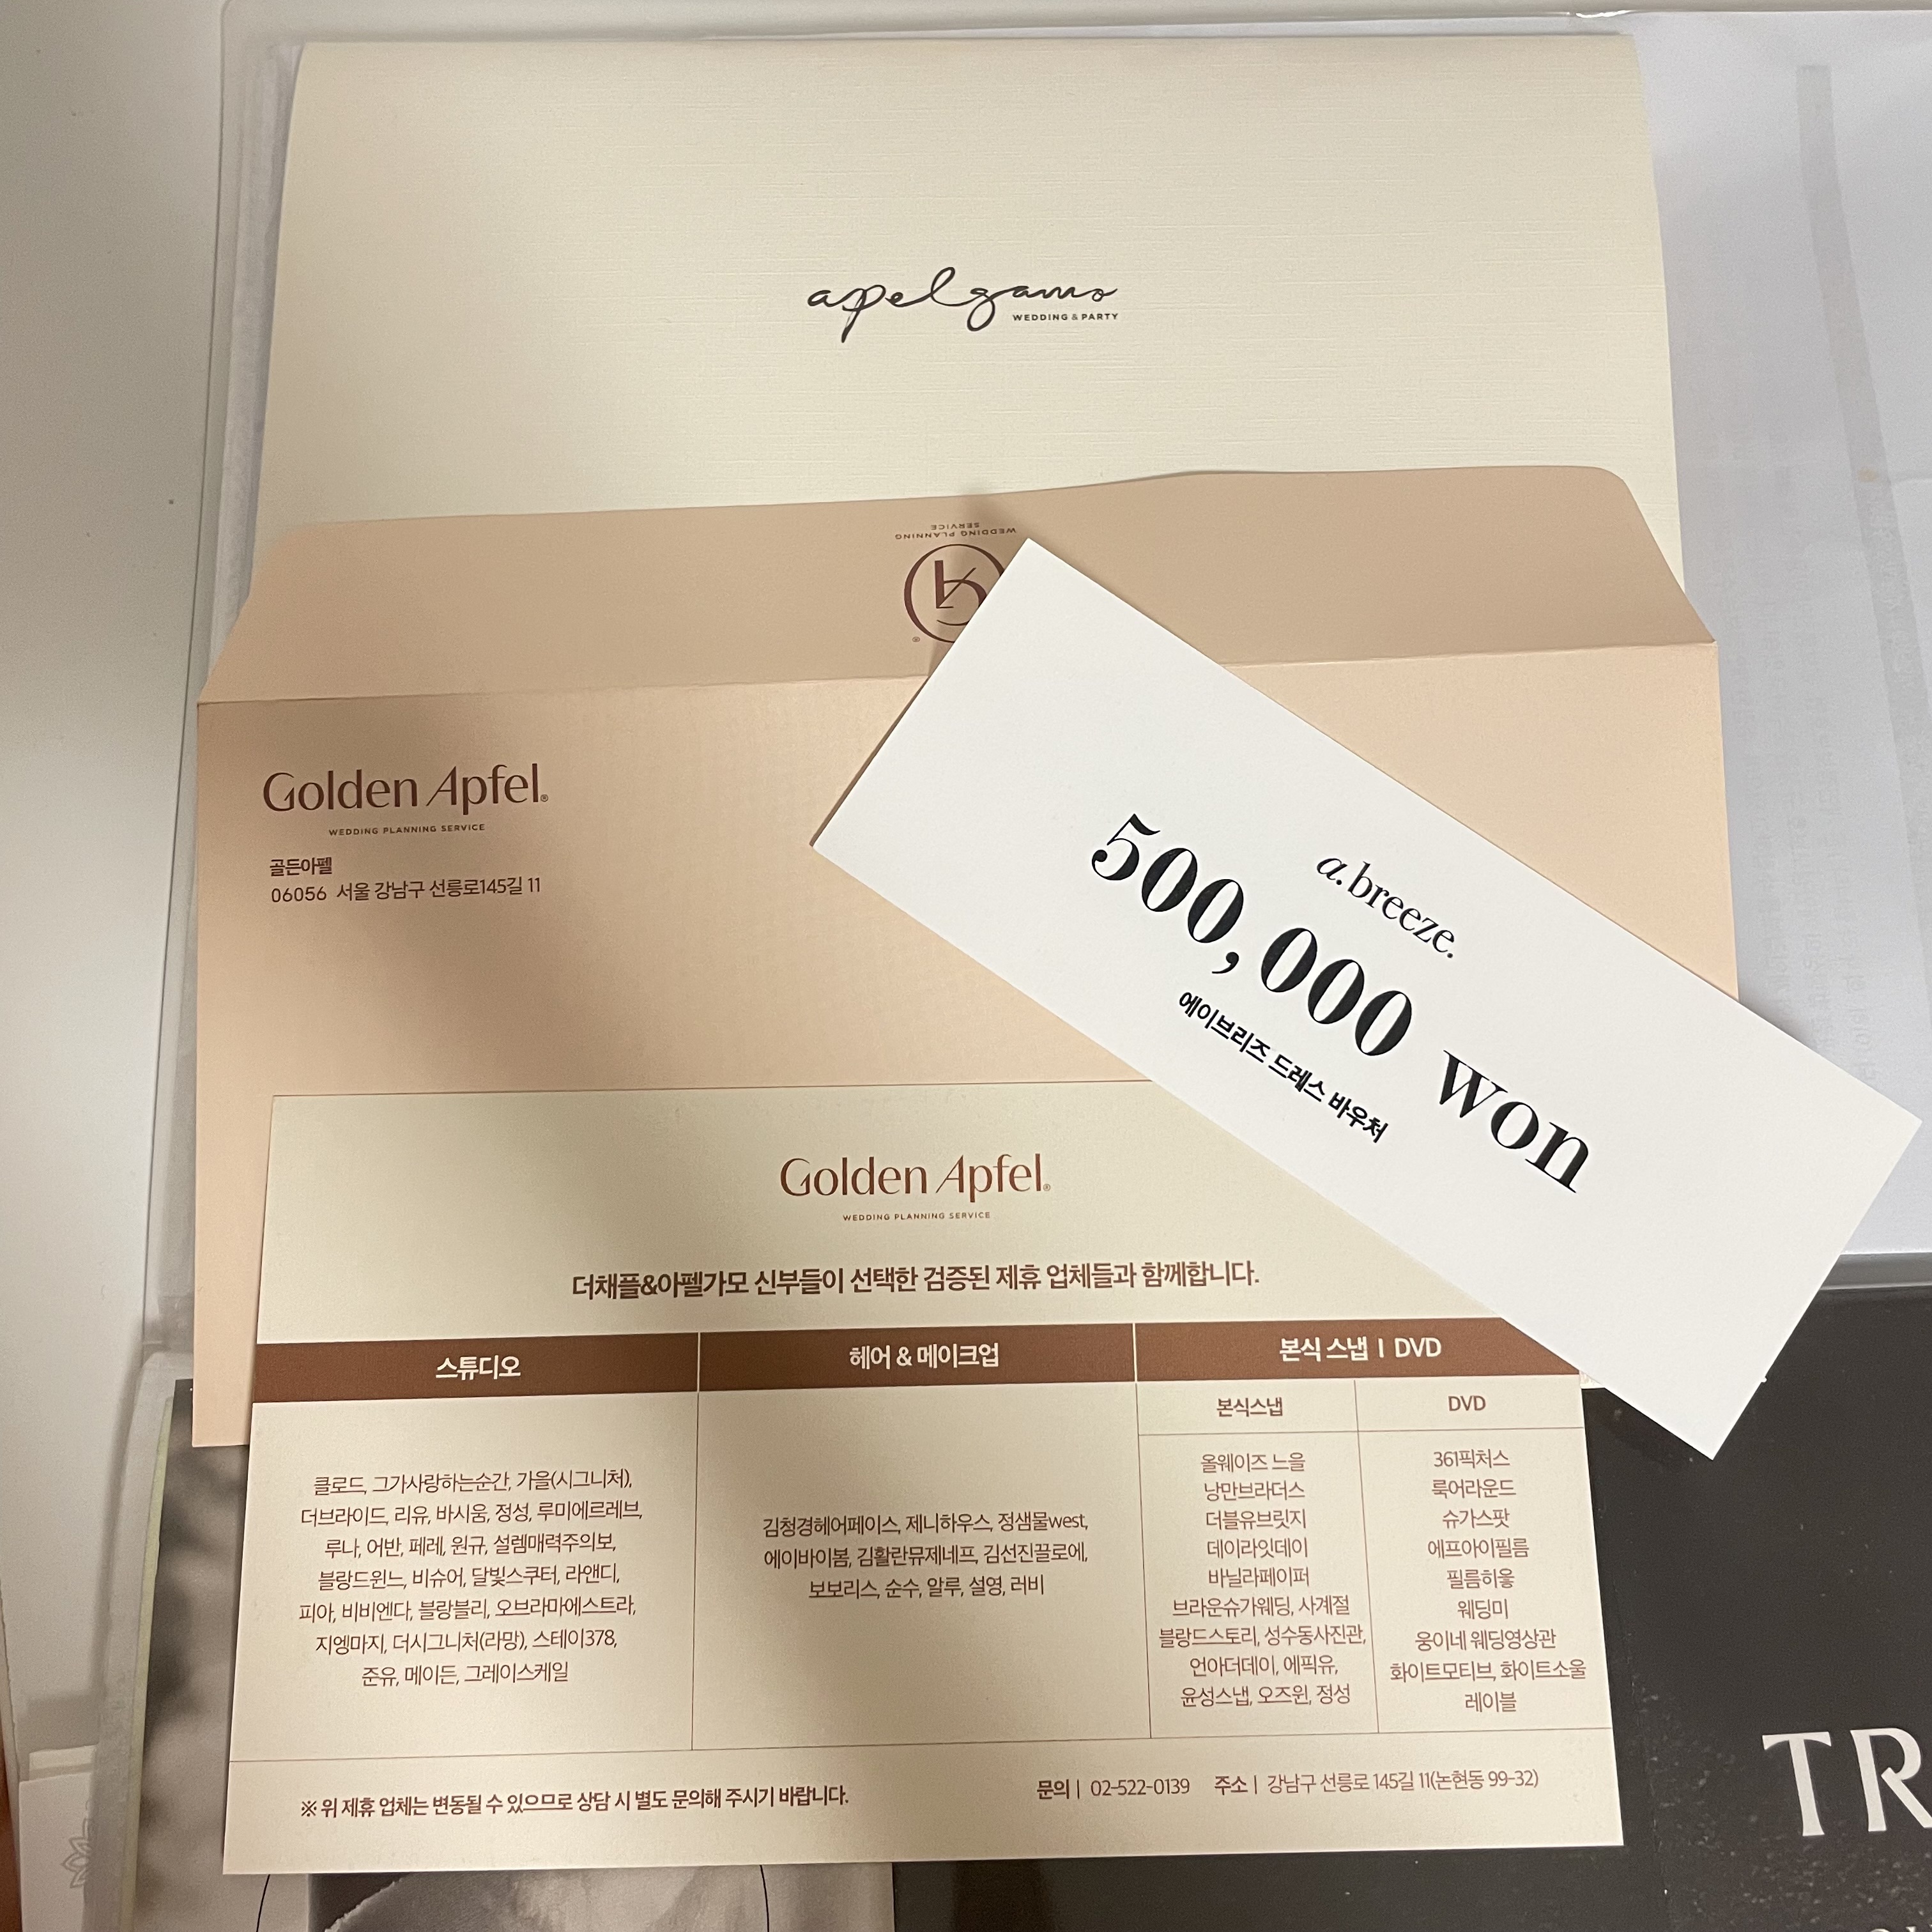 apelgamo
WEDDING & PARTY
WEDDING PLANNING
SERVICE
Golden Apfel®
WEDDING PLANNING SERVICE
골든아펠
06056 서울 강남구 선릉로145길 11
a.breeze.
500,000 won
에이브리즈 드레스 바우처
Golden Apfel®
WEDDING PLANNING SERVICE
더채플&아펠가모 신부들이 선택한 검증된 제휴 업체들과 함께합니다.
스튜디오
클로드, 그가사랑하는순간, 가을(시그니처),
더브라이드, 리유, 바시움, 정성, 루미에르레브,
루나, 어반, 페레, 원규, 설렘매력주의보,
블랑드윈느, 비슈어, 달빛스쿠터, 라앤디,
피아, 비비엔다, 블랑블리, 오브라마에스트라,
지엥마지, 더시그니처(라망), 스테이378,
준유, 메이든, 그레이스케일
헤어 & 메이크업
김청경헤어페이스, 제니하우스, 정샘물west,
에이바이봄, 김활란뮤제네프, 김선진끌로에,
보보리스, 순수, 알루, 설영, 러비
본식 스냅 | DVD
본식스냅
올웨이즈 느을
낭만브라더스
더블유브릿지
데이라잇데이
바닐라페이퍼
브라운슈가웨딩, 사계절
블랑드스토리, 성수동사진관,
언아더데이, 에픽유,
윤성스냅, 오즈윈, 정성
DVD
361픽처스
룩어라운드
슈가스팟
에프아이필름
필름히옿
웨딩미
웅이네 웨딩영상관
화이트모티브, 화이트소울
레이블
※ 위 제휴 업체는 변동될 수 있으므로 상담 시 별도 문의해 주시기 바랍니다.
문의 | 02-522-0139 주소 | 강남구 선릉로 145길 11(논현동 99-32)
TR